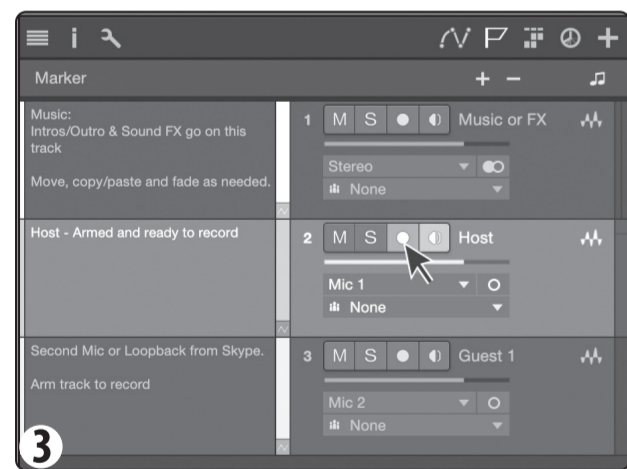 Marker
Music:
Intros/Outro & Sound FX go on this
track
Move, copy/paste and fade as needed.
1 M S Music or FX
Stereo
None
Host - Armed and ready to record
2 M S Host
Mic 1
None
Second Mic or Loopback from Skype.
Arm track to record
3 M S Guest 1
Mic 2
None
3